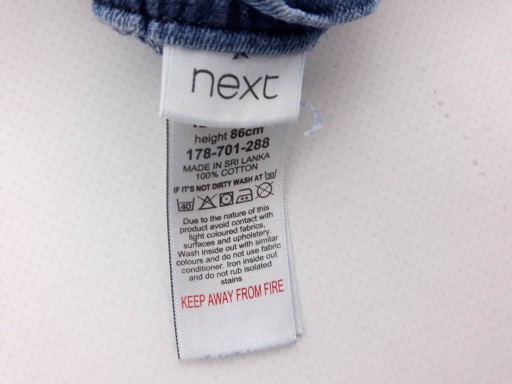 next
height 86cm
178-701-288
MADE IN SRI LANKA
100% COTTON
IF IT'S NOT DIRTY WASH AT 30
40
Due to the nature of this
product avoid contact with
light coloured fabrics,
surfaces and upholstery.
Wash inside out with similar
colours and do not use fabric
conditioner. Iron inside out
and do not rub isolated
stains
KEEP AWAY FROM FIRE